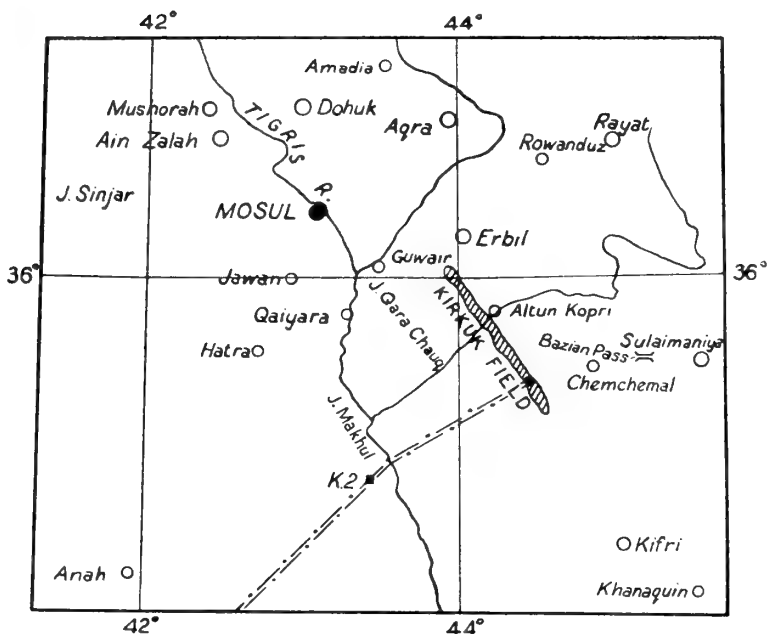 42°
44°
Amadia
Mushorah
Dohuk
TIGRIS R.
Aqra
Rayat
Ain Zalah
Rowanduz
J. Sinjar
MOSUL
Erbil
Guwair
36°
36°
Jawan
J. Qara Chauq
KIRKUK FIELD
Altun Kopri
Qaiyara
Bazian Pass
Sulaimaniya
Hatra
Chemchemal
J. Makhul
K.2
Kifri
Anah
Khanaquin
42°
44°